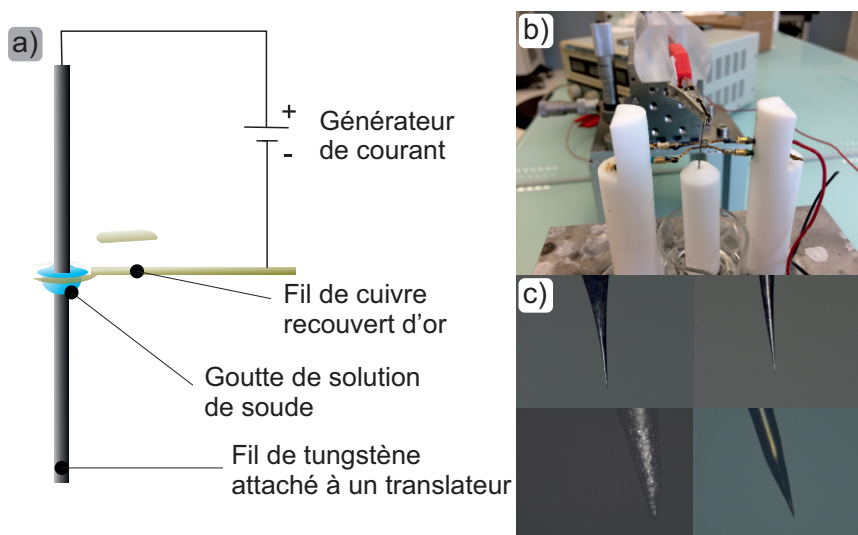 a)
+
-
Générateur
de courant
Fil de cuivre
recouvert d’or
Goutte de solution
de soude
Fil de tungstène
attaché à un translateur
b)
c)